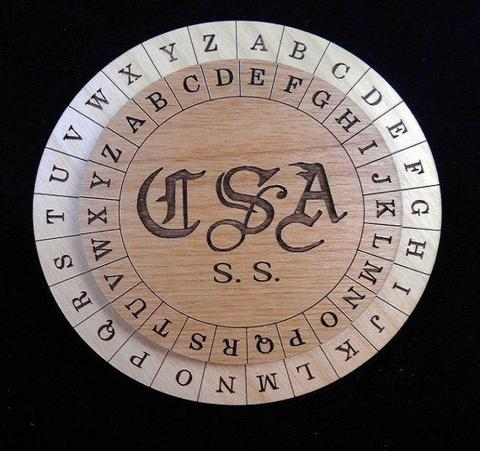 A B C D E F G H I J K L M N O P Q R S T U V W X Y Z
A B C D E F G H I J K L M N O P Q R S T U V W X Y Z
CSA
S. S.